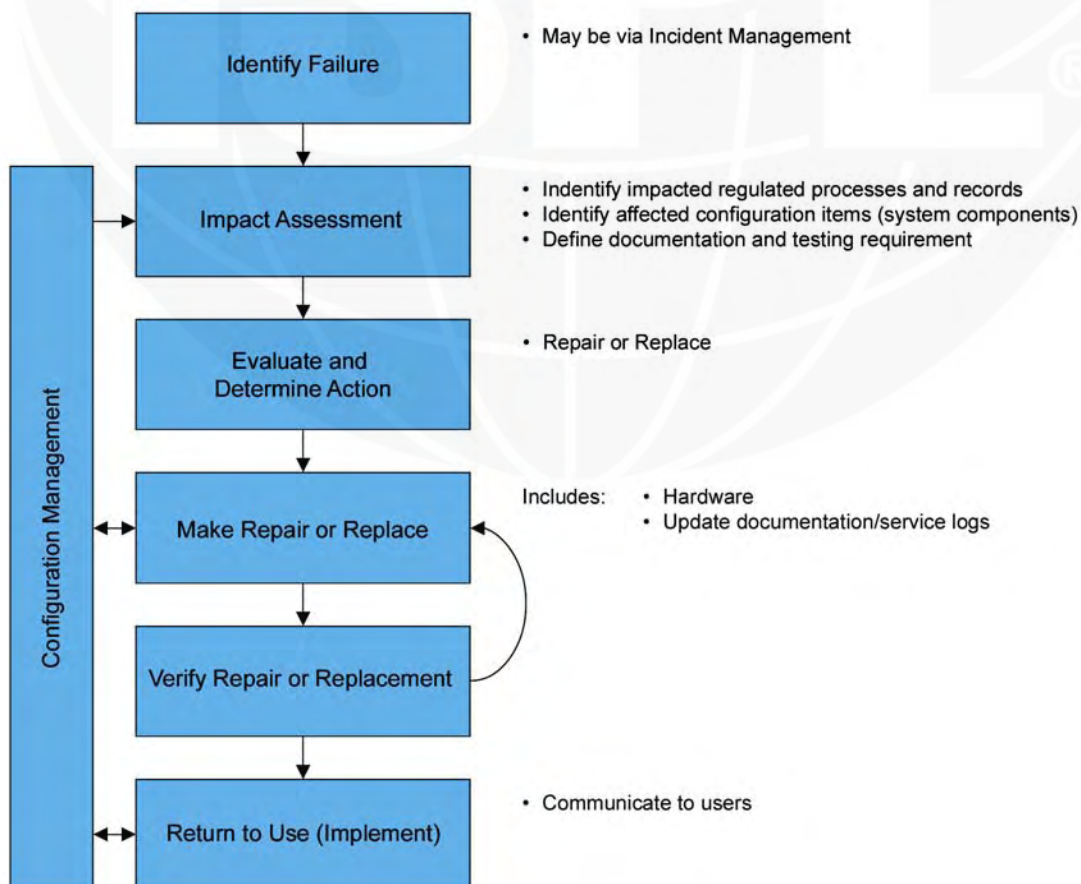 Identify Failure
• May be via Incident Management
Impact Assessment
• Indentify impacted regulated processes and records
• Identify affected configuration items (system components)
• Define documentation and testing requirement
Evaluate and
Determine Action
• Repair or Replace
Configuration Management
Make Repair or Replace
Includes: • Hardware
• Update documentation/service logs
Verify Repair or Replacement
Return to Use (Implement)
• Communicate to users
®